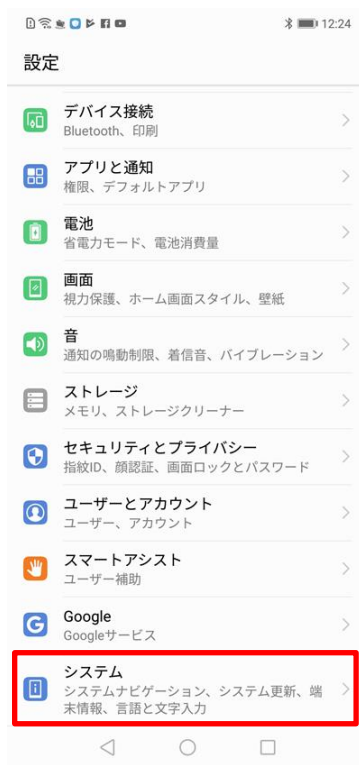 12:24
設定
デバイス接続
Bluetooth、印刷
アプリと通知
権限、デフォルトアプリ
電池
省電力モード、電池消費量
画面
視力保護、ホーム画面スタイル、壁紙
音
通知の鳴動制限、着信音、バイブレーション
ストレージ
メモリ、ストレージクリーナー
セキュリティとプライバシー
指紋ID、顔認証、画面ロックとパスワード
ユーザーとアカウント
ユーザー、アカウント
スマートアシスト
ユーザー補助
Google
Googleサービス
システム
システムナビゲーション、システム更新、端
末情報、言語と文字入力